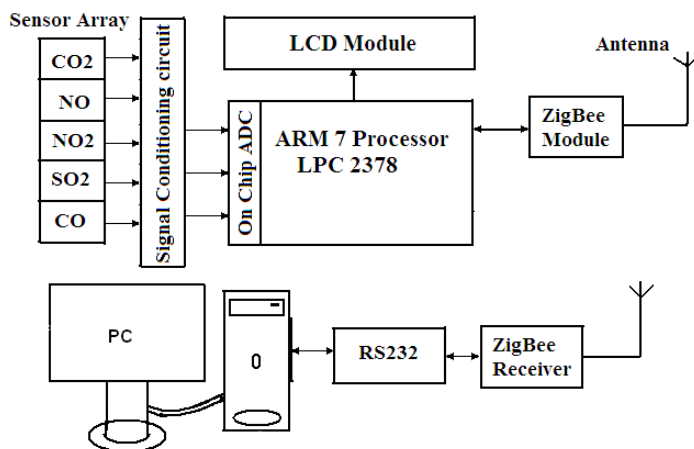 Sensor Array
CO2
NO
NO2
SO2
CO
Signal Conditioning circuit
LCD Module
On Chip ADC
ARM 7 Processor
LPC 2378
ZigBee
Module
Antenna
PC
0
RS232
ZigBee
Receiver